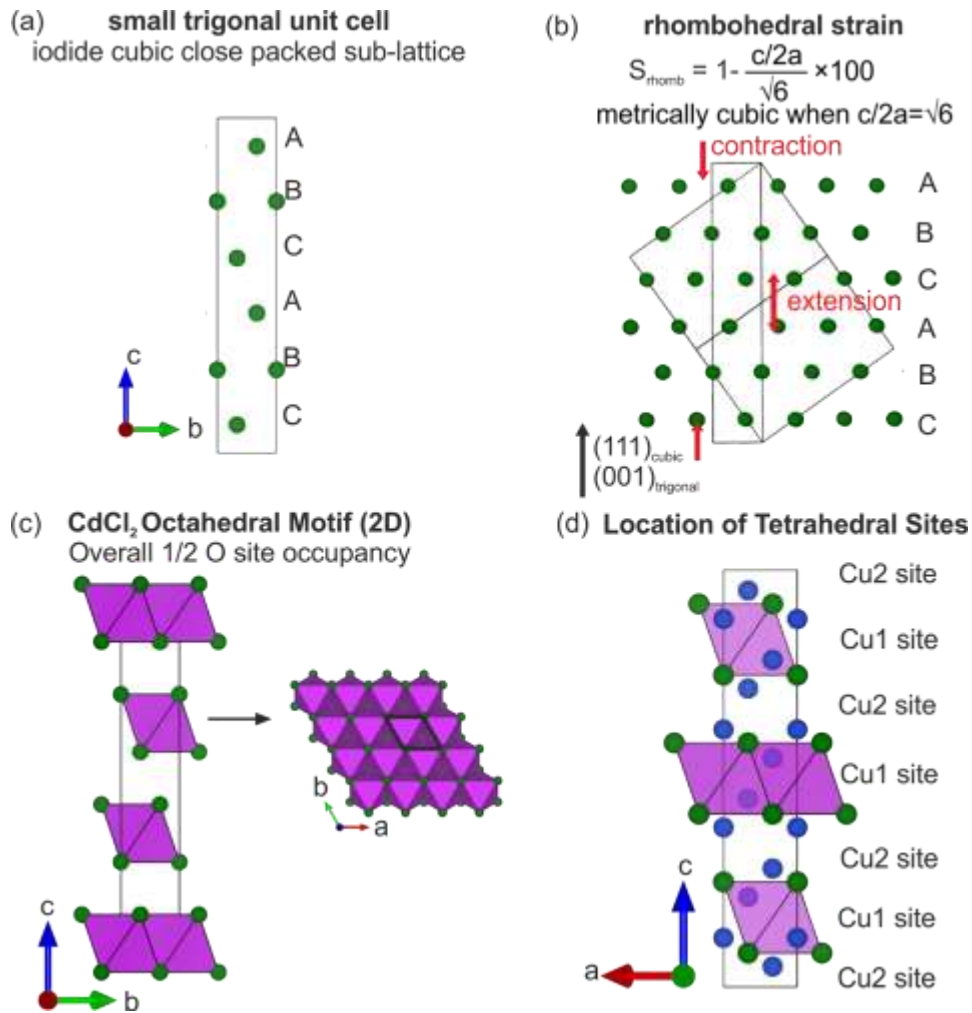 (a) small trigonal unit cell
iodide cubic close packed sub-lattice
A
B
C
A
B
C
c
b
(b) rhombohedral strain
S_rhomb = 1- (c/2a)/√6 ×100
metrically cubic when c/2a=√6
contraction
A
B
C
extension
A
B
C
(111)cubic
(001)trigonal
(c) CdCl₂ Octahedral Motif (2D)
Overall 1/2 O site occupancy
b
a
c
b
(d) Location of Tetrahedral Sites
Cu2 site
Cu1 site
Cu2 site
Cu1 site
Cu2 site
Cu1 site
Cu2 site
c
a